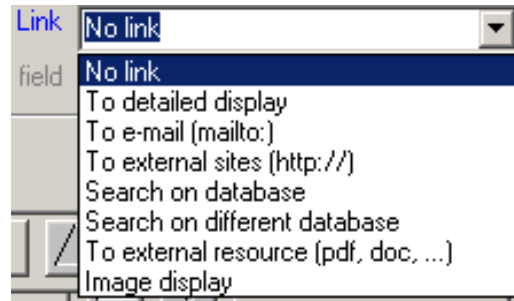 Link No link
field No link
To detailed display
To e-mail (mailto:)
To external sites (http://)
Search on database
Search on different database
To external resource (pdf, doc, ...)
Image display